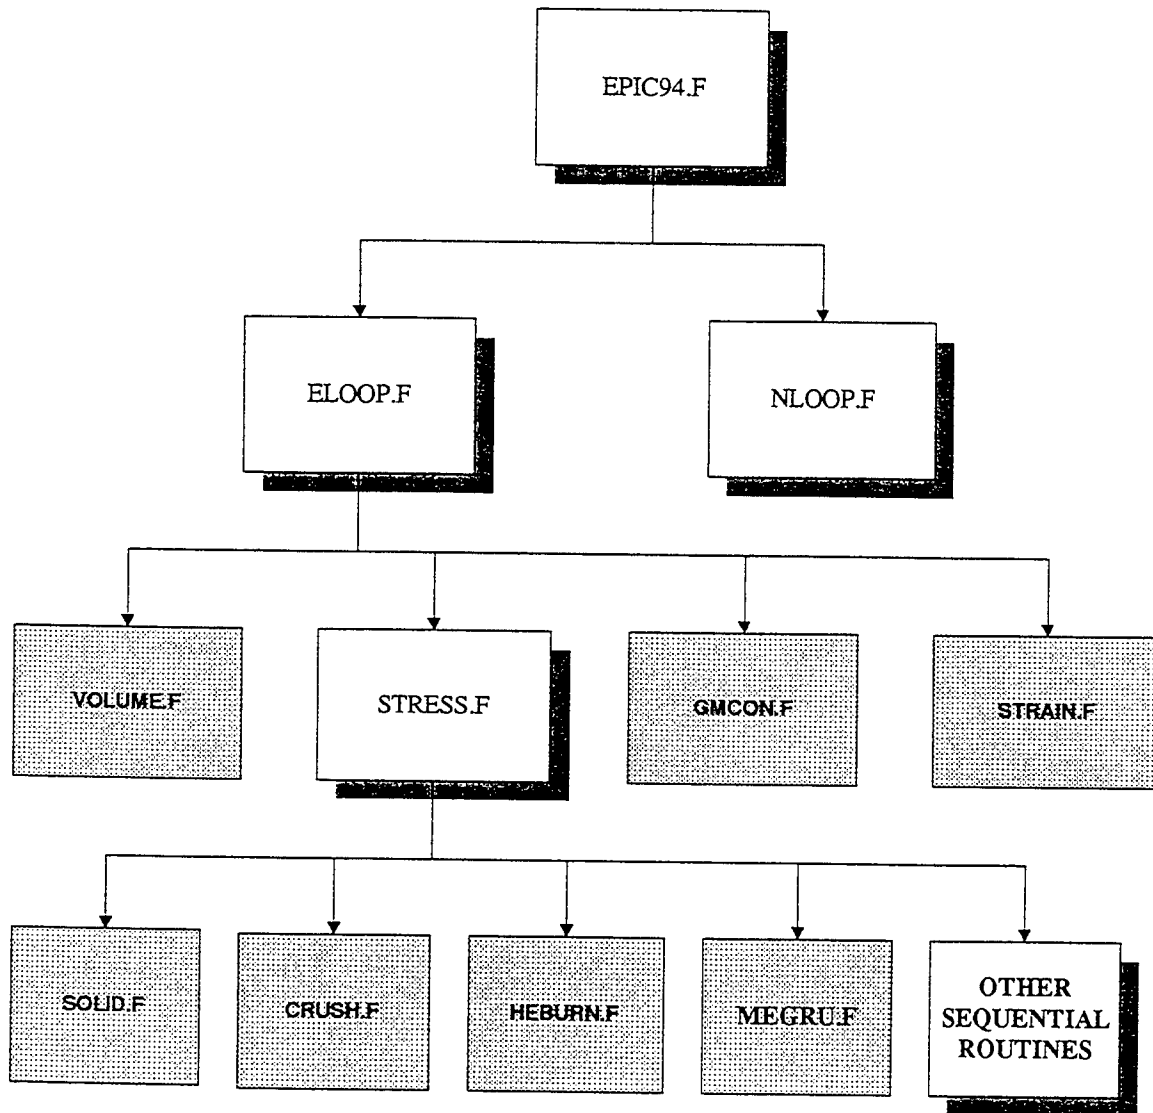 EPIC94.F
ELOOP.F
NLOOP.F
VOLUME.F
STRESS.F
GMCON.F
STRAIN.F
SOLID.F
CRUSH.F
HEBURN.F
MEGRU.F
OTHER
SEQUENTIAL
ROUTINES